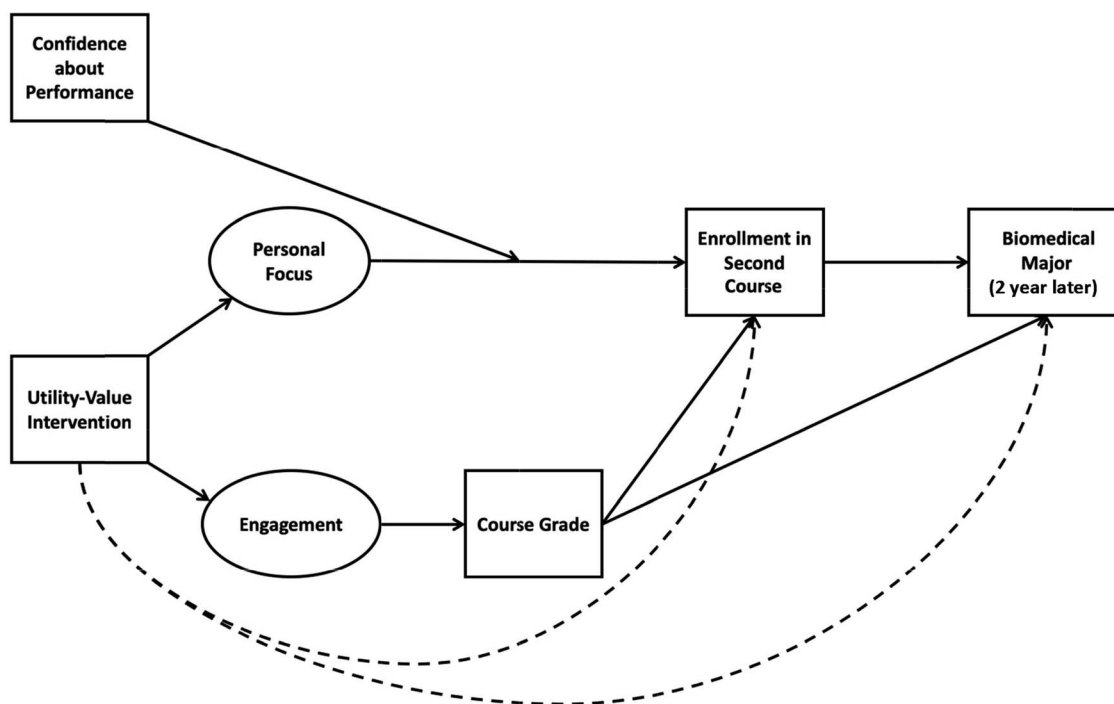 Confidence
about
Performance
Personal
Focus
Enrollment in
Second
Course
Biomedical
Major
(2 year later)
Utility-Value
Intervention
Engagement
Course Grade